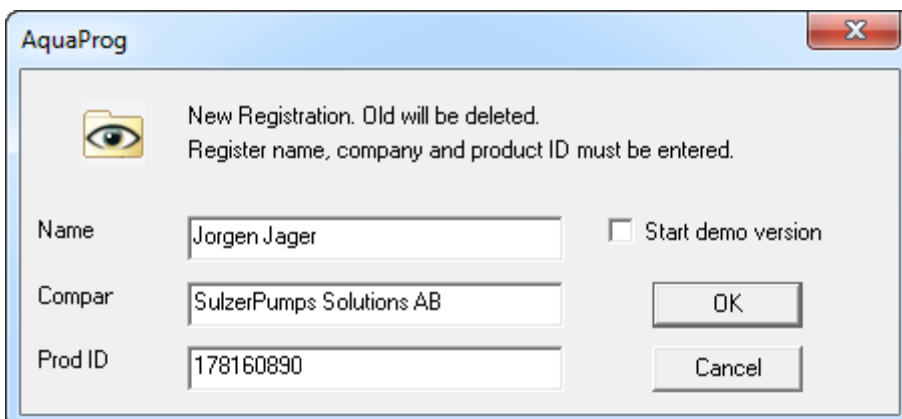 AquaProg
New Registration. Old will be deleted.
Register name, company and product ID must be entered.
Name
Jorgen Jager
Start demo version
Compar
SulzerPumps Solutions AB
OK
Prod ID
178160890
Cancel